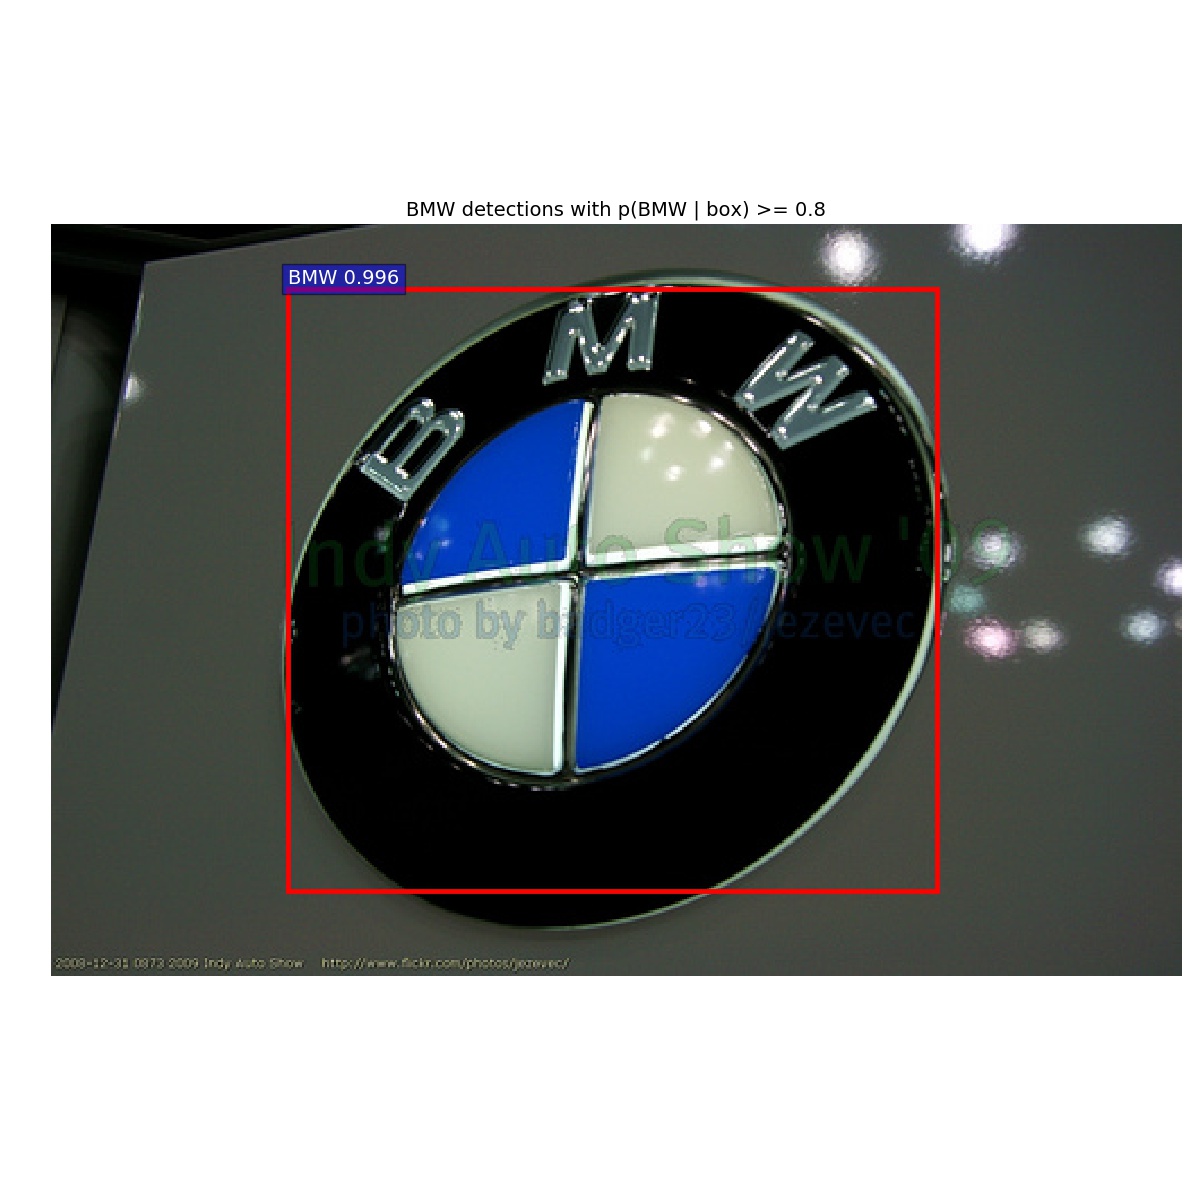 BMW detections with p(BMW | box) >= 0.8
BMW 0.996
B M W
Indy Auto Show '09
photo by badger23/jezevec
2008-12-31 0873 2009 Indy Auto Show http://www.flickr.com/photos/jezevec/